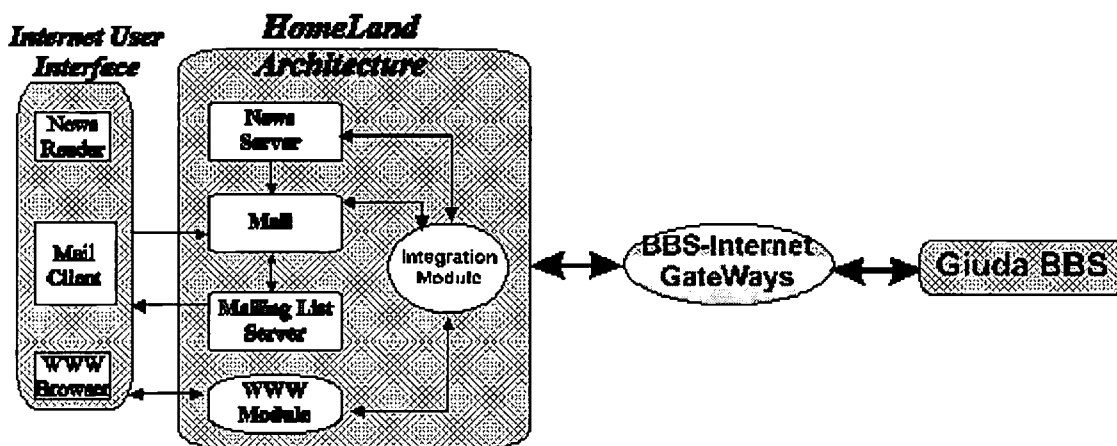 Internet User
Interface
HomeLand
Architecture
News
Reader
Mail
Client
WWW
Browser
News
Server
Mail
Mailing List
Server
WWW
Module
Integration
Module
BBS-Internet
GateWays
Giuda BBS